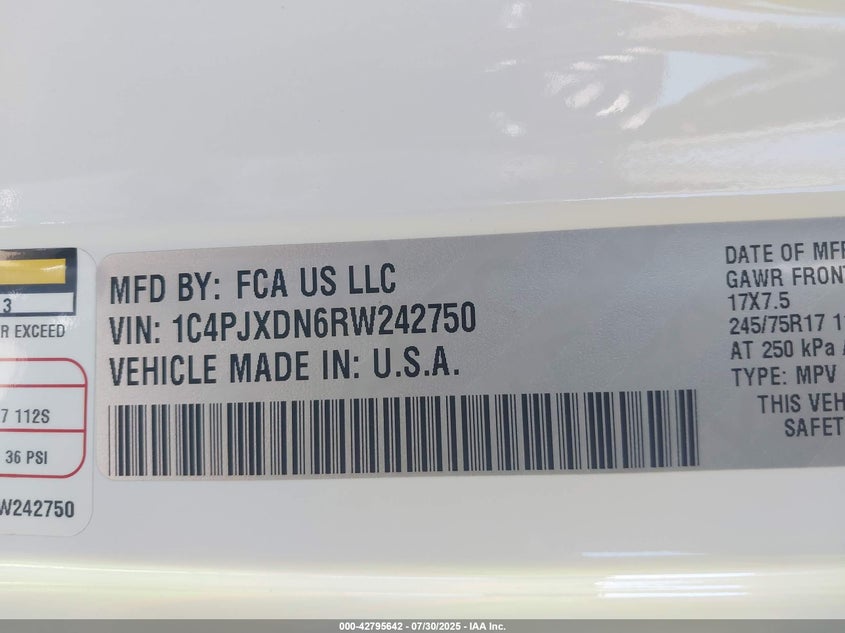 3
R EXCEED
7 112S
36 PSI
W242750
MFD BY: FCA US LLC
VIN: 1C4PJXDN6RW242750
VEHICLE MADE IN: U.S.A.
DATE OF MFR
GAWR FRONT
17X7.5
245/75R17 11
AT 250 kPa
TYPE: MPV
THIS VEH
SAFET
000-42795642 / 07/30/2025 - IAA Inc.